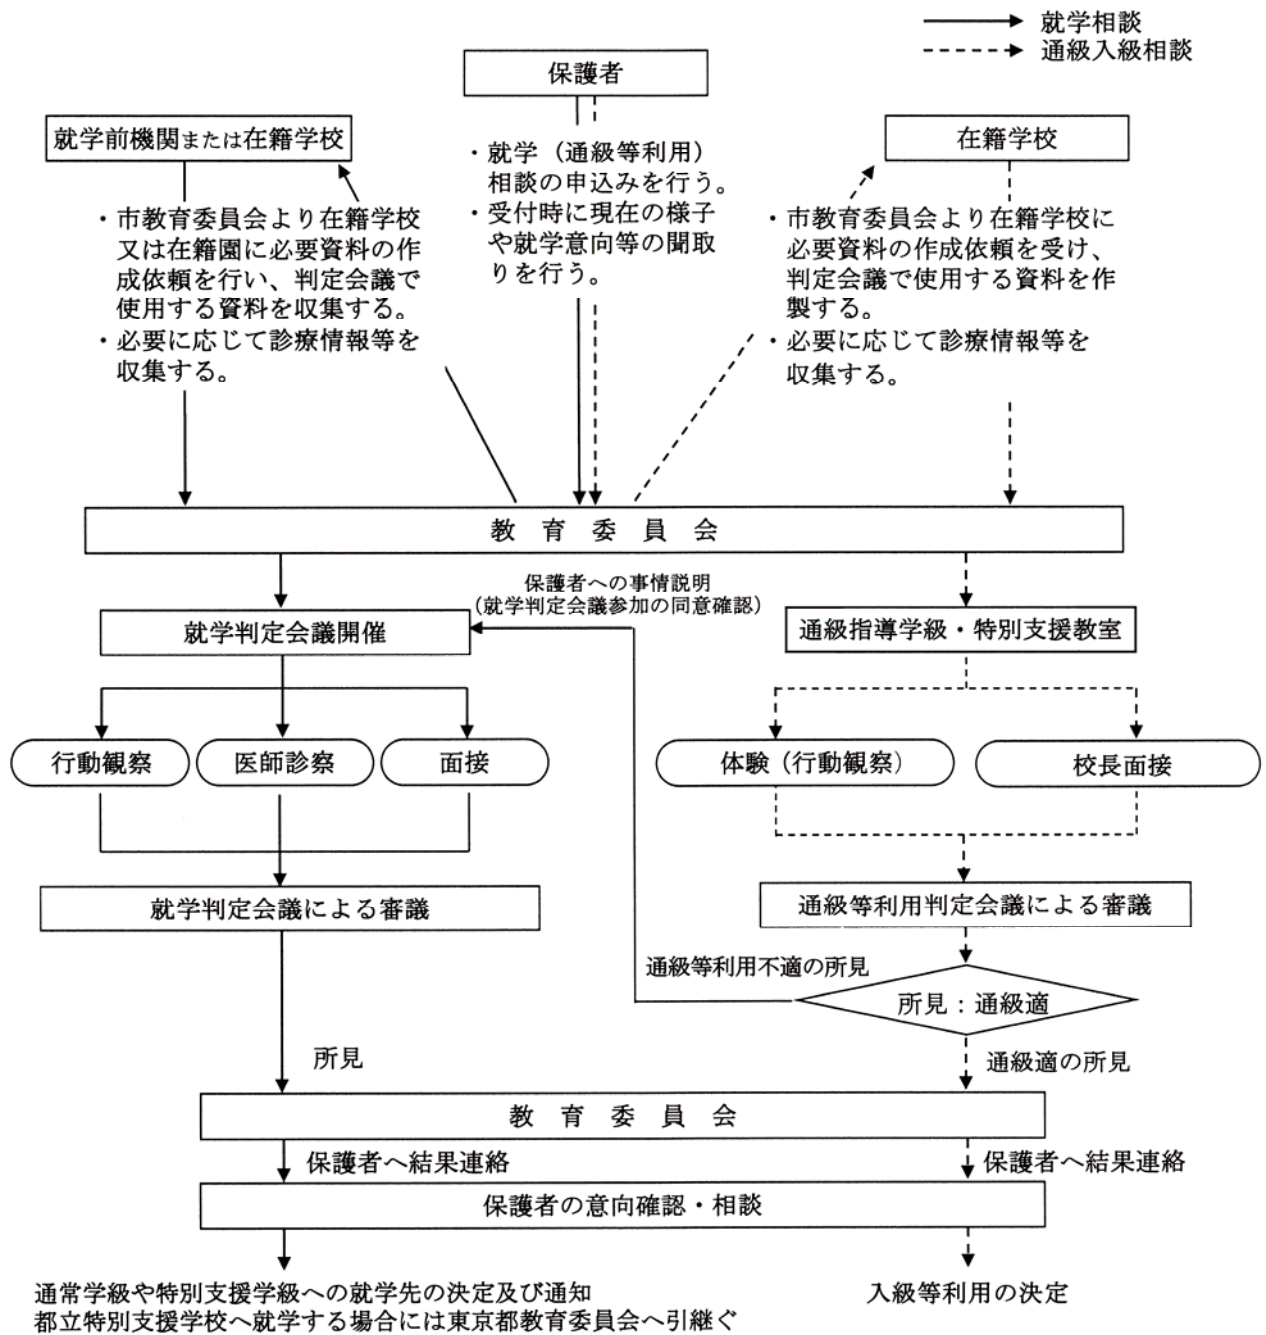 就学相談
通級入級相談
保護者
就学前機関または在籍学校
在籍学校
・就学（通級等利用）
相談の申込みを行う。
・受付時に現在の様子
や就学意向等の聞取
りを行う。
・市教育委員会より在籍学校
又は在籍園に必要資料の作
成依頼を行い、判定会議で
使用する資料を収集する。
・必要に応じて診療情報等を
収集する。
・市教育委員会より在籍学校に
必要資料の作成依頼を受け、
判定会議で使用する資料を作
製する。
・必要に応じて診療情報等を
収集する。
教育委員会
保護者への事情説明
（就学判定会議参加の同意確認）
就学判定会議開催
通級指導学級・特別支援教室
行動観察
医師診察
面接
体験（行動観察）
校長面接
就学判定会議による審議
通級等利用判定会議による審議
通級等利用不適の所見
所見：通級適
所見
通級適の所見
教育委員会
保護者へ結果連絡
保護者へ結果連絡
保護者の意向確認・相談
通常学級や特別支援学級への就学先の決定及び通知
都立特別支援学校へ就学する場合には東京都教育委員会へ引継ぐ
入級等利用の決定